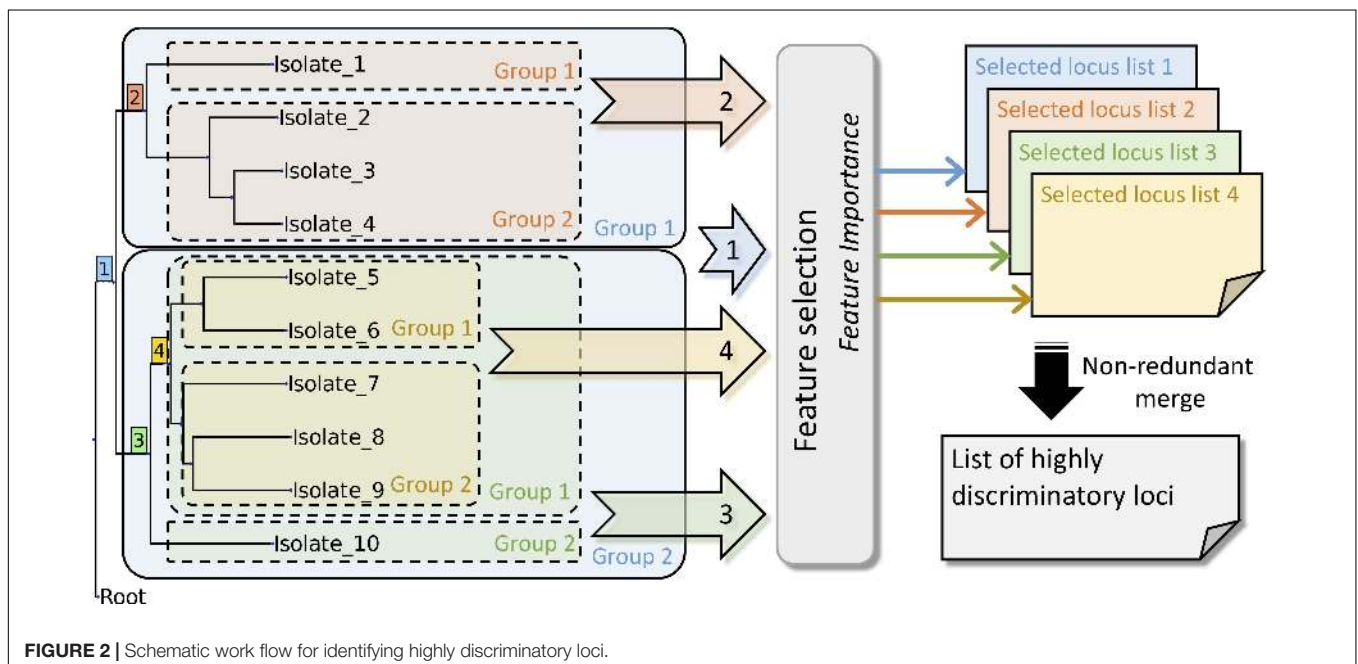 Isolate_1
Group 1
2
Isolate_2
Isolate_3
Isolate_4
Group 2
Group 1
1
Isolate_5
Isolate_6
Group 1
4
Isolate_7
Isolate_8
Isolate_9
Group 2
Group 1
3
Isolate_10
Group 2
Group 2
Root
2
1
4
3
Feature selection
Feature Importance
Selected locus list 1
Selected locus list 2
Selected locus list 3
Selected locus list 4
Non-redundant
merge
List of highly
discriminatory loci
FIGURE 2 | Schematic work flow for identifying highly discriminatory loci.